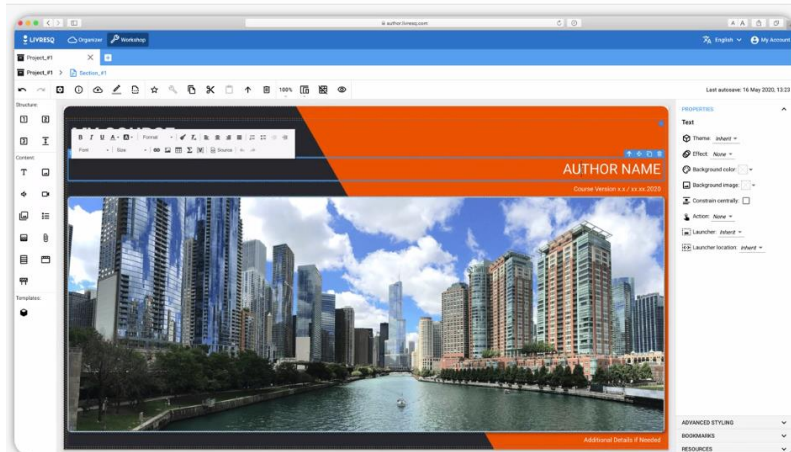 author.livresq.com
A A
LIVRESQ Organizer Workshop English My Account
Project_#1
Project_#1 > Section_#1
100% Last autosave: 16 May 2020, 13:23
Structure:
Content:
Templates:
B I U A A Format
Font Size Source
AUTHOR NAME
Course Version x.x / xx.xx.2020
Additional Details if Needed
PROPERTIES
Text
Theme: Inherit
Effect: None
Background color:
Background image:
Constrain centrally:
Action: None
Launcher: Inherit
Launcher location: Inherit
ADVANCED STYLING
BOOKMARKS
RESOURCES